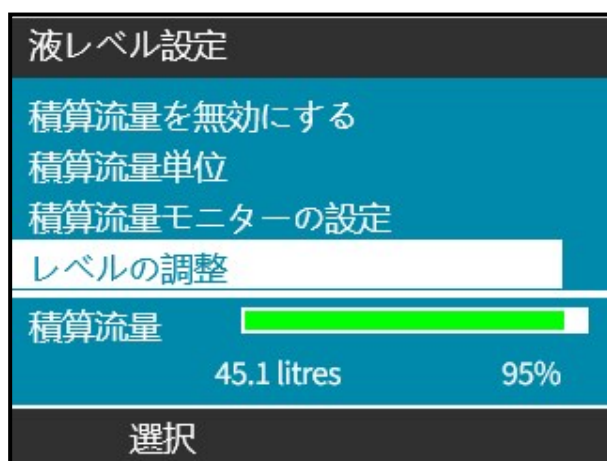 液レベル設定
積算流量を無効にする
積算流量単位
積算流量モニターの設定
レベルの調整
積算流量
45.1 litres 95%
選択